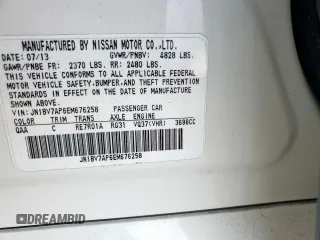 MANUFACTURED BY NISSAN MOTOR CO.,LTD.
DATE: 07/13 GVWR/PNBV: 4828 LBS.
GAWR/PNBE FR: 2370 LBS. RR: 2480 LBS.
THIS VEHICLE CONFORMS TO ALL APPLICABLE FEDERAL
MOTOR VEHICLE SAFETY, BUMPER, AND THEFT PREVENTION
STANDARDS IN EFFECT ON THE DATE OF MANUFACTURE
SHOWN ABOVE.
VIN: JN1BV7AP6EM676258 PASSENGER CAR
COLOR TRIM TRANS AXLE ENGINE
QAA C RE7R01A RG31 VQ37(VHR) 3696CC
JN1BV7AP6EM676258
AUTOBIDMASTER